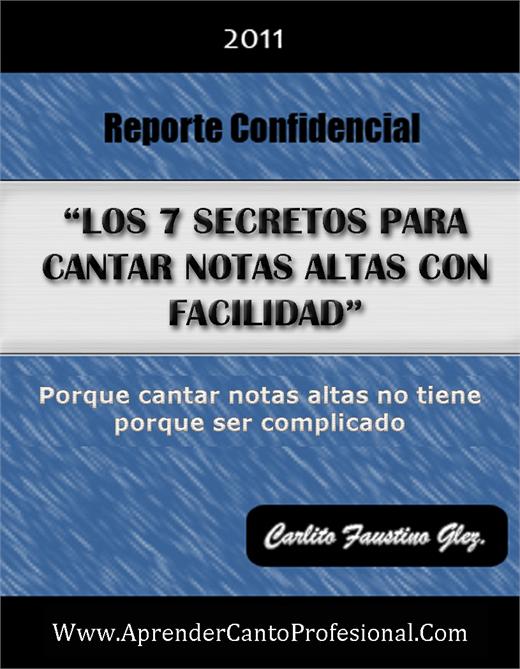 2011
Reporte Confidencial
“LOS 7 SECRETOS PARA
CANTAR NOTAS ALTAS CON
FACILIDAD”
Porque cantar notas altas no tiene
porque ser complicado
Carlito Faustino Glez.
Www.AprenderCantoProfesional.Com